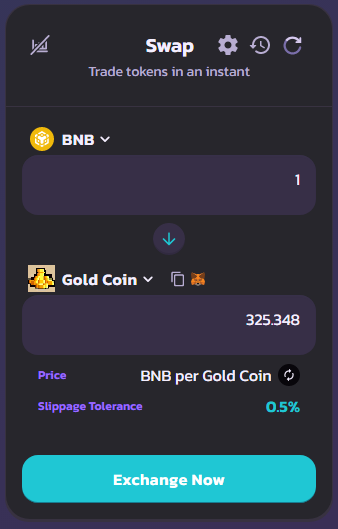 Swap
Trade tokens in an instant
BNB
1
Gold Coin
325.348
Price BNB per Gold Coin
Slippage Tolerance 0.5%
Exchange Now